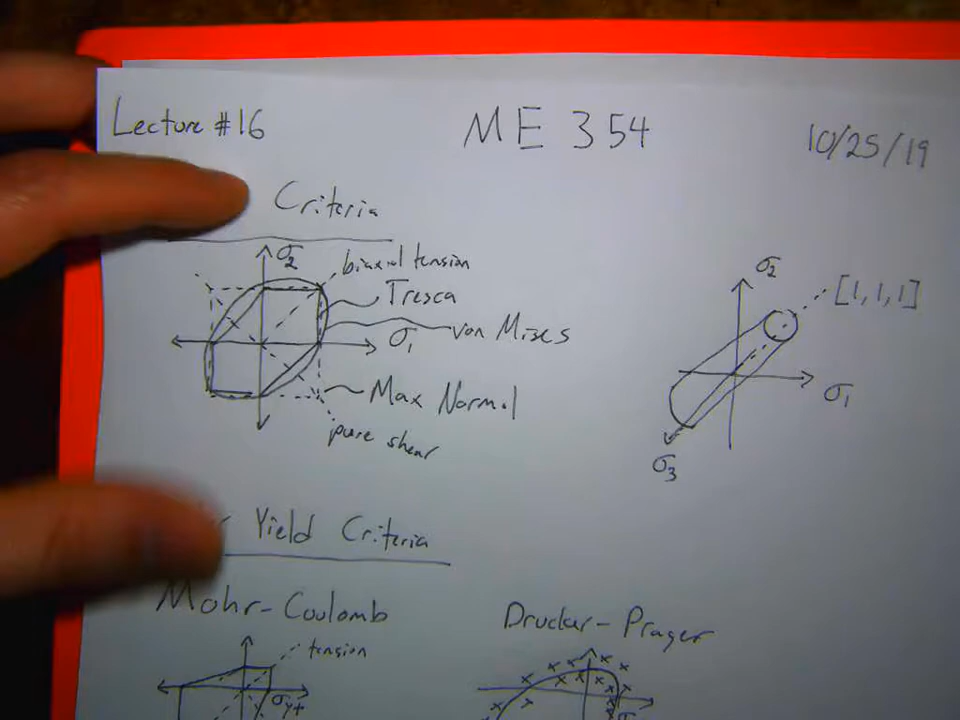 Lecture #16
ME 354
10/25/19
Criteria
σ2
biaxial tension
Tresca
von Mises
σ1
Max Normal
pure shear
σ2
[1,1,1]
σ1
σ3
Yield Criteria
Mohr-Coulomb
tension
σyt
Drucker-Prager